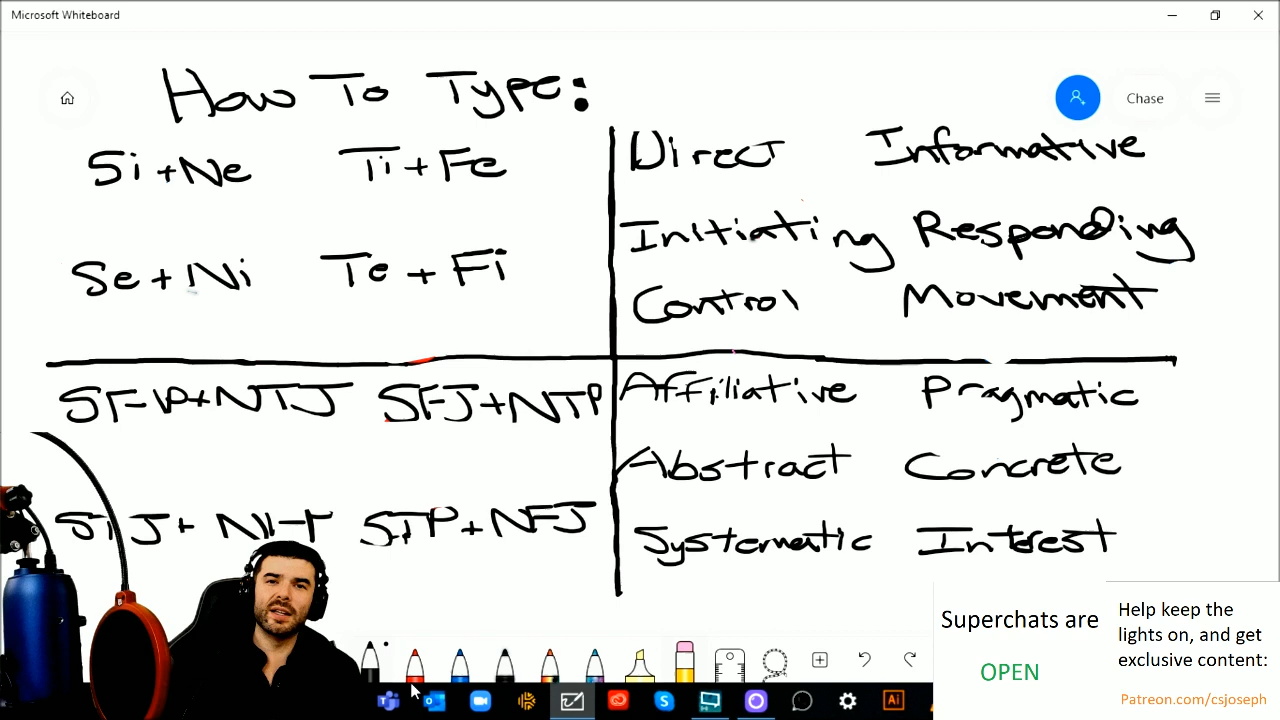 Microsoft Whiteboard
How To Type:
Chase
Si+Ne Ti+Fe
Se+Ni Te+Fi
Direct Informative
Initiating Responding
Control Movement
SFP+NTJ SFJ+NTP
STJ+NFP STP+NFJ
Affiliative Pragmatic
Abstract Concrete
Systematic Interest
Superchats are
OPEN
Help keep the
lights on, and get
exclusive content:
Patreon.com/csjoseph